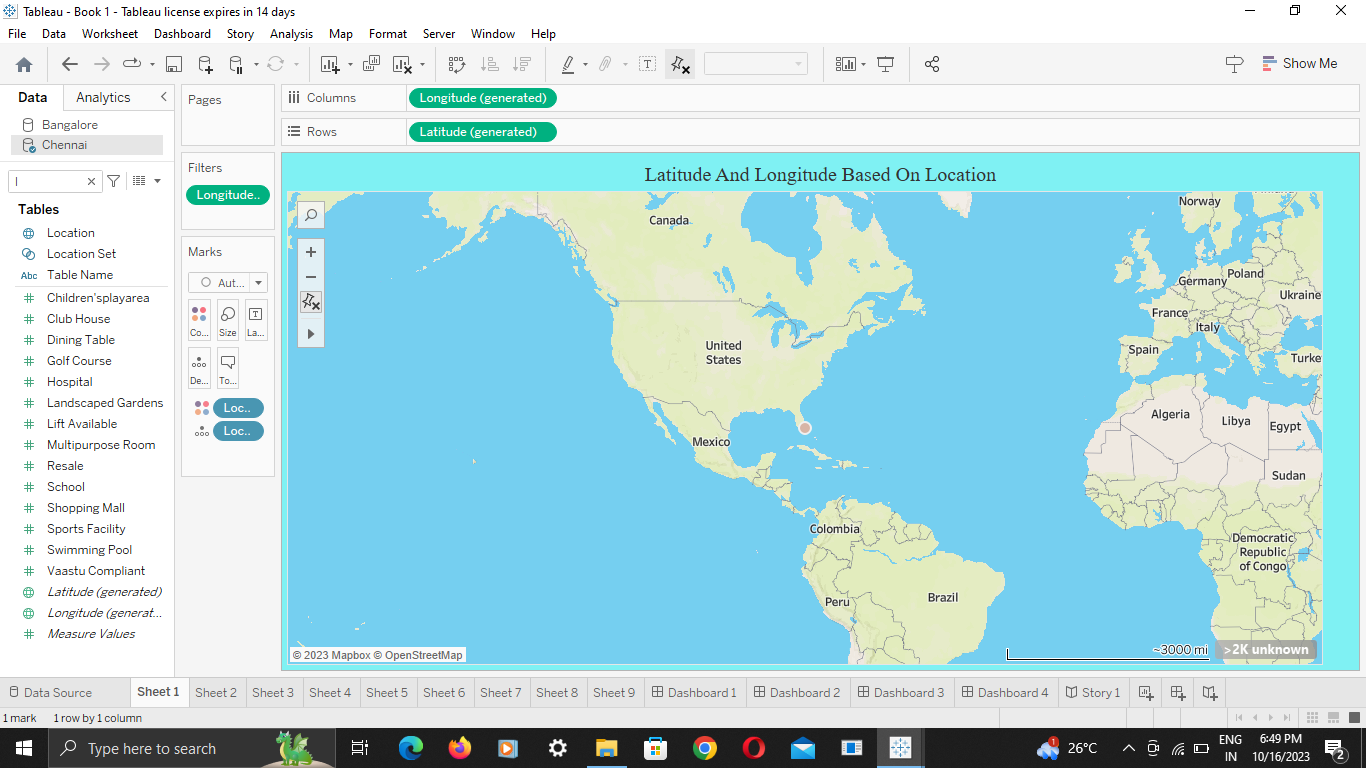 Tableau - Book 1 - Tableau license expires in 14 days
File Data Worksheet Dashboard Story Analysis Map Format Server Window Help
Show Me
Data Analytics
Bangalore
Chennai
l
Tables
Location
Location Set
Abc Table Name
Children'splayarea
Club House
Dining Table
Golf Course
Hospital
Landscaped Gardens
Lift Available
Multipurpose Room
Resale
School
Shopping Mall
Sports Facility
Swimming Pool
Vaastu Compliant
Latitude (generated)
Longitude (generat...
Measure Values
Pages
Filters
Longitude..
Marks
Aut...
Co... Size La...
De... To...
Loc..
Loc..
Columns Longitude (generated)
Rows Latitude (generated)
Latitude And Longitude Based On Location
Canada
Norway
Poland
Germany
Ukraine
France
Italy
United
States
Spain
Turke
Algeria
Libya
Egypt
Mexico
Sudan
Colombia
Democratic
Republic
of Congo
Brazil
Peru
~3000 mi
>2K unknown
© 2023 Mapbox © OpenStreetMap
Data Source Sheet 1 Sheet 2 Sheet 3 Sheet 4 Sheet 5 Sheet 6 Sheet 7 Sheet 8 Sheet 9 Dashboard 1 Dashboard 2 Dashboard 3 Dashboard 4 Story 1
1 mark 1 row by 1 column
Type here to search
1
26°C
ENG
IN
6:49 PM
10/16/2023
2